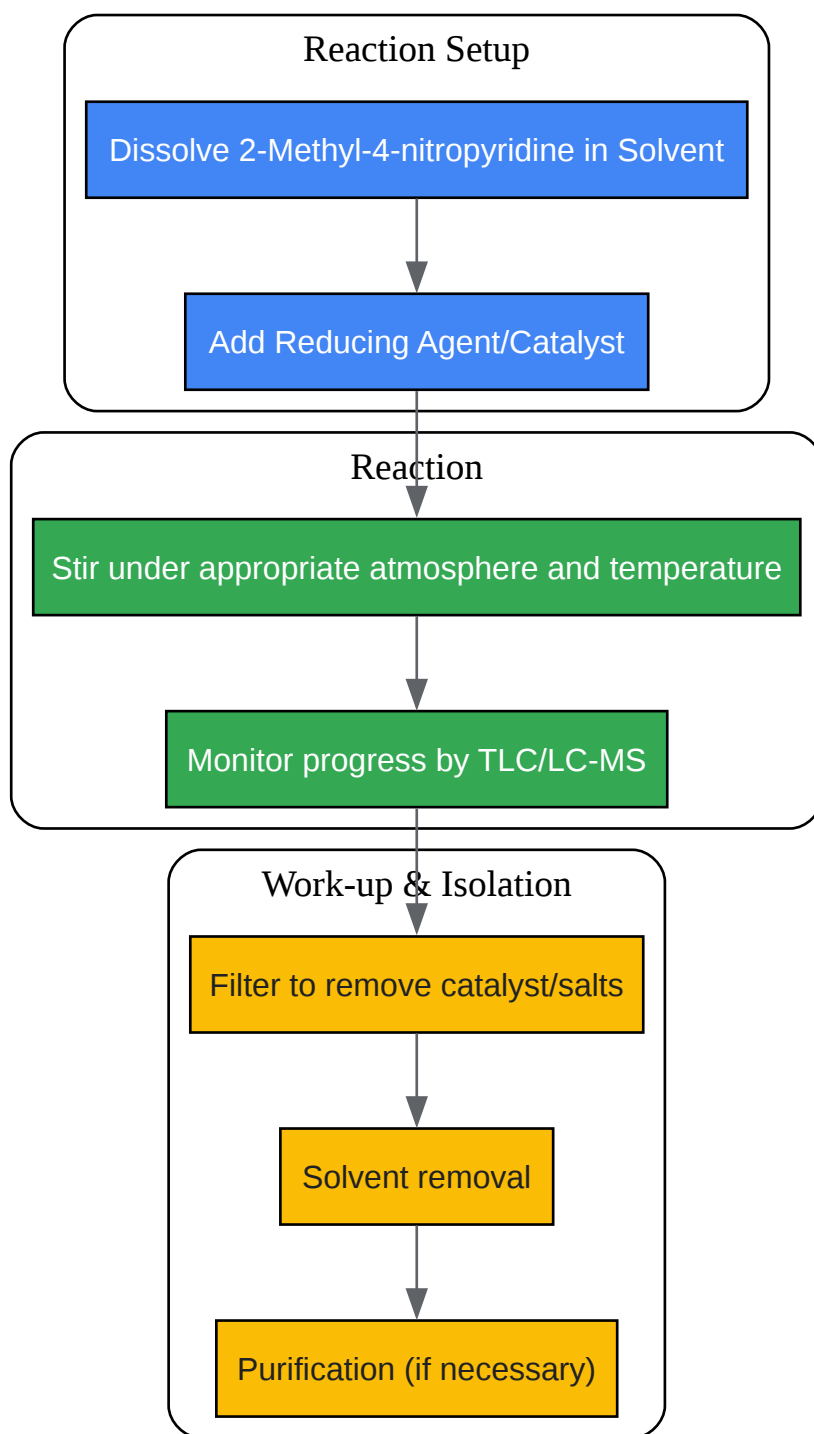 Reaction Setup
Dissolve 2-Methyl-4-nitropyridine in Solvent
Add Reducing Agent/Catalyst
Reaction
Stir under appropriate atmosphere and temperature
Monitor progress by TLC/LC-MS
Work-up & Isolation
Filter to remove catalyst/salts
Solvent removal
Purification (if necessary)